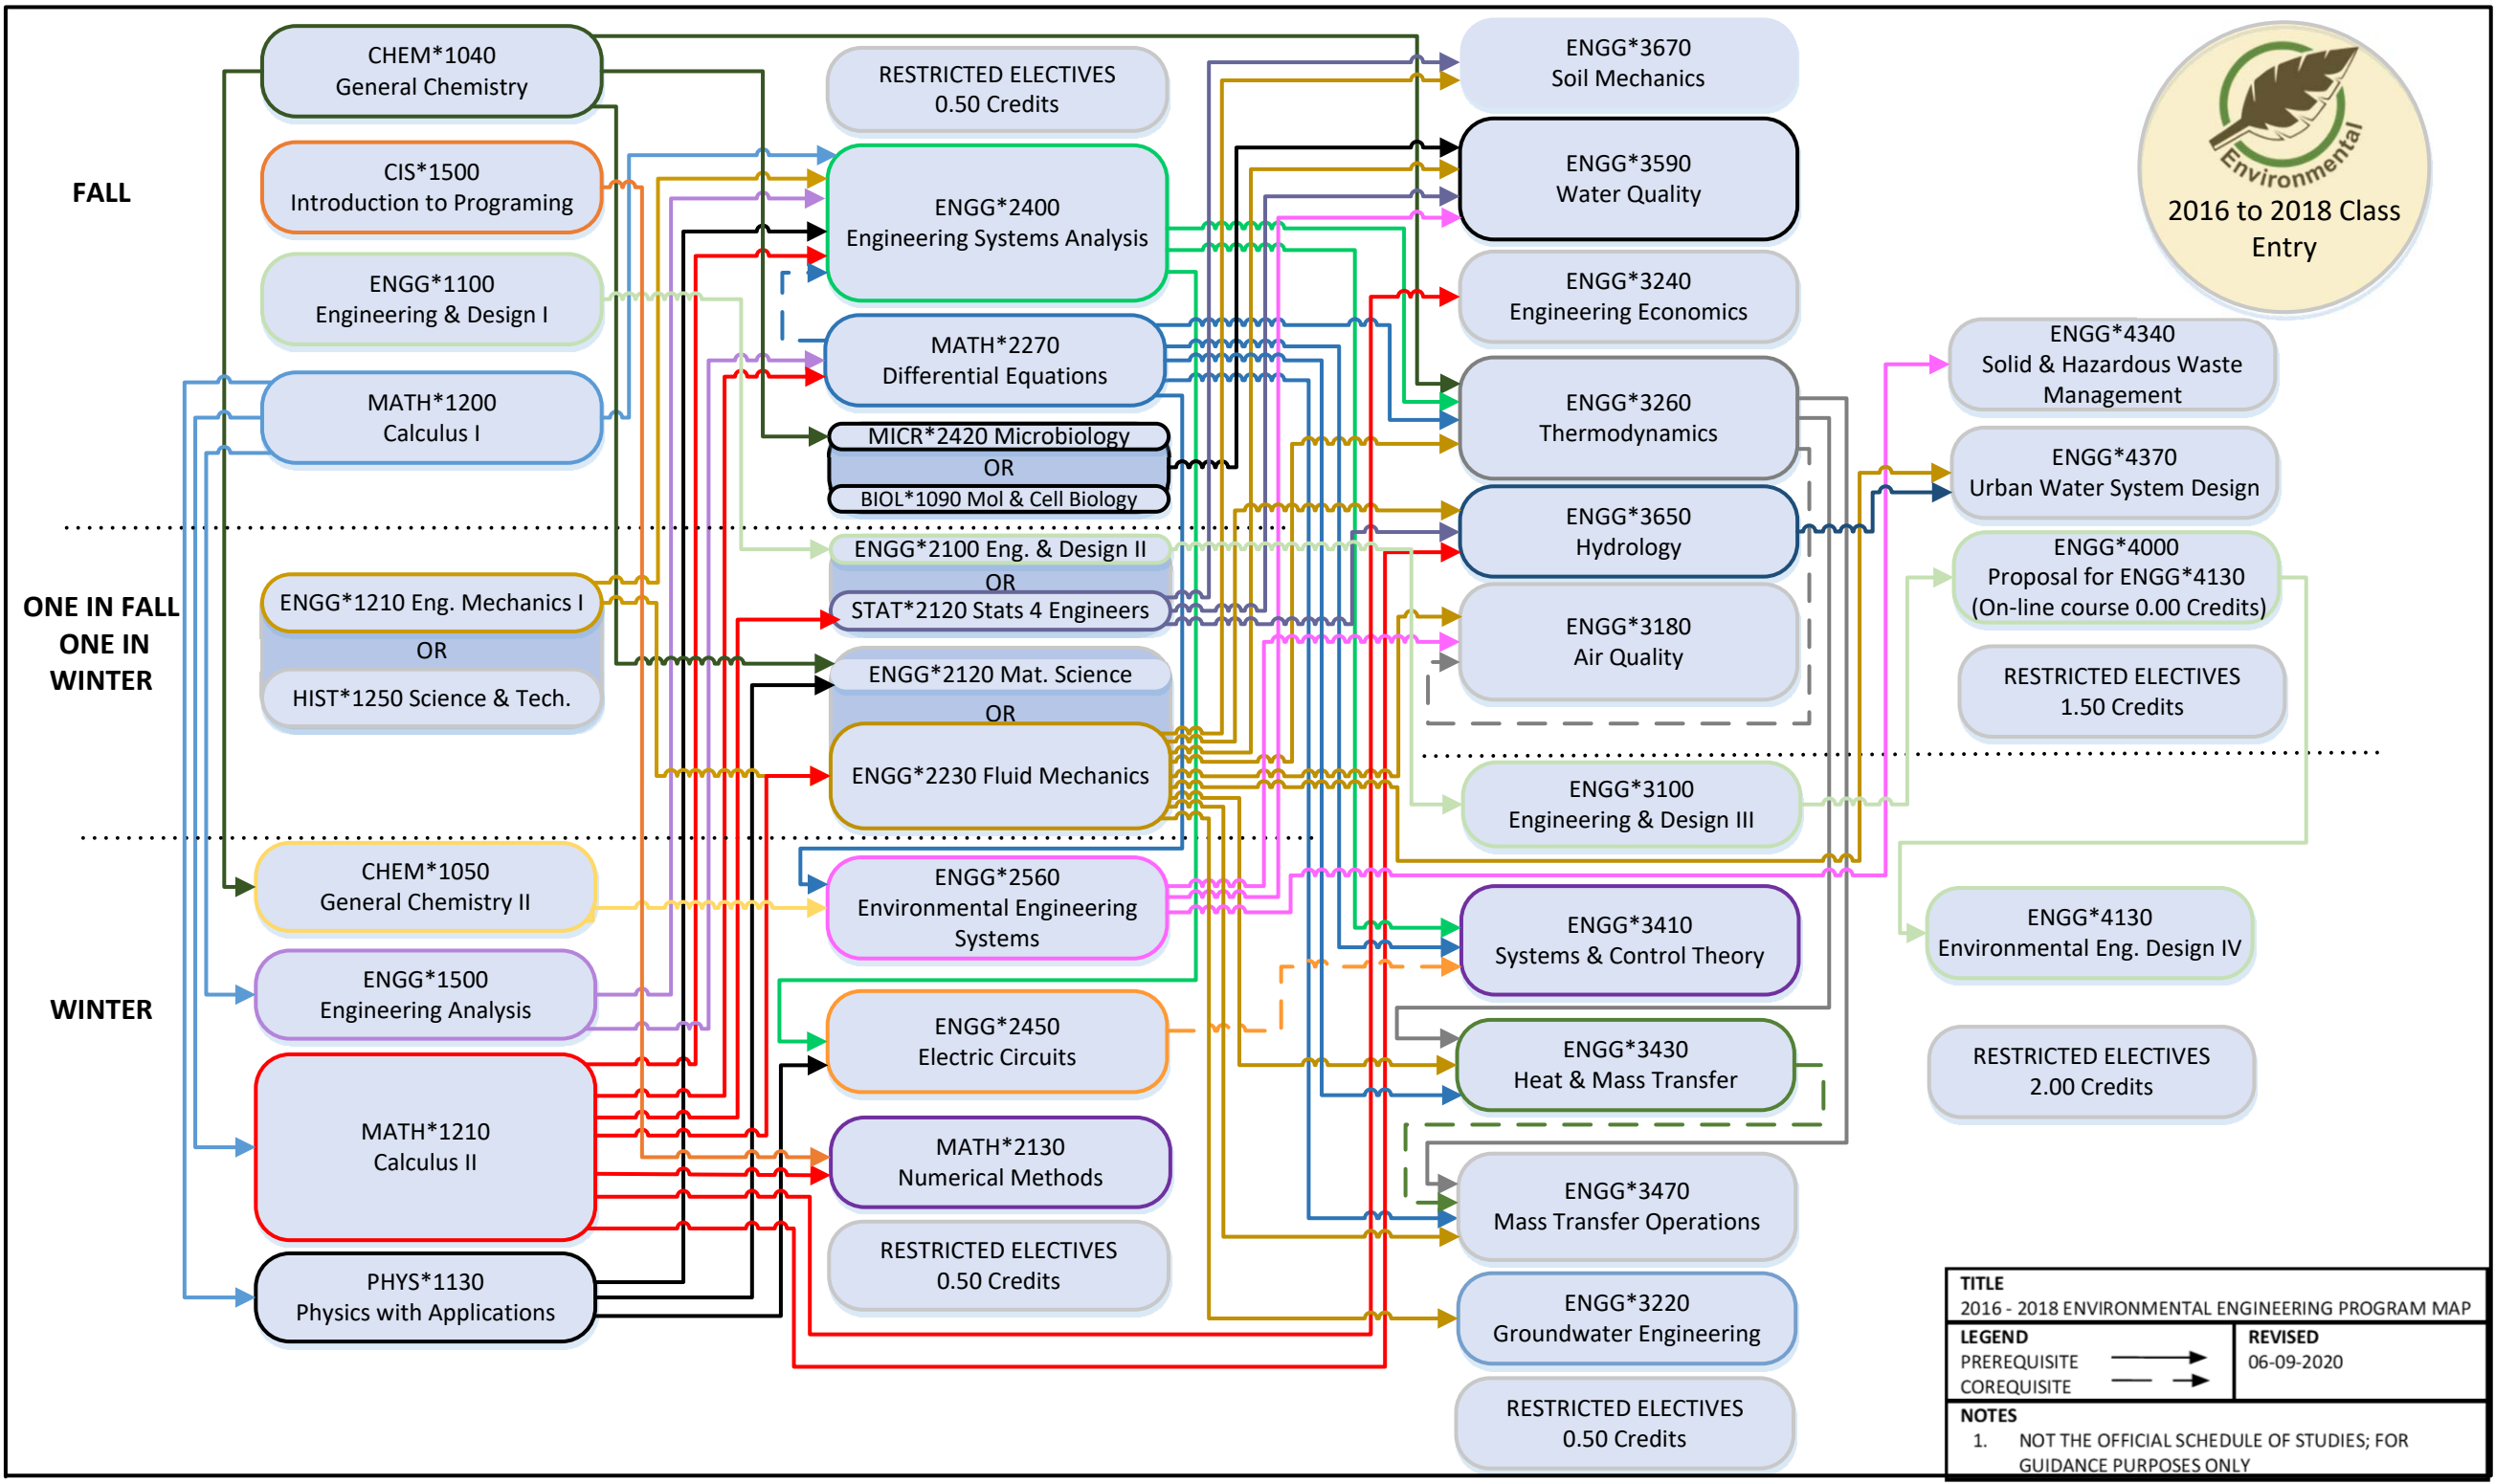 FALL
ONE IN FALL
ONE IN
WINTER
WINTER
CHEM*1040
General Chemistry
CIS*1500
Introduction to Programing
ENGG*1100
Engineering & Design I
MATH*1200
Calculus I
ENGG*1210 Eng. Mechanics I
OR
HIST*1250 Science & Tech.
CHEM*1050
General Chemistry II
ENGG*1500
Engineering Analysis
MATH*1210
Calculus II
PHYS*1130
Physics with Applications
RESTRICTED ELECTIVES
0.50 Credits
ENGG*2400
Engineering Systems Analysis
MATH*2270
Differential Equations
MICR*2420 Microbiology
OR
BIOL*1090 Mol & Cell Biology
ENGG*2100 Eng. & Design II
OR
STAT*2120 Stats 4 Engineers
ENGG*2120 Mat. Science
OR
ENGG*2230 Fluid Mechanics
ENGG*2560
Environmental Engineering
Systems
ENGG*2450
Electric Circuits
MATH*2130
Numerical Methods
RESTRICTED ELECTIVES
0.50 Credits
ENGG*3670
Soil Mechanics
ENGG*3590
Water Quality
ENGG*3240
Engineering Economics
ENGG*3260
Thermodynamics
ENGG*3650
Hydrology
ENGG*3180
Air Quality
ENGG*3100
Engineering & Design III
ENGG*3410
Systems & Control Theory
ENGG*3430
Heat & Mass Transfer
ENGG*3470
Mass Transfer Operations
ENGG*3220
Groundwater Engineering
RESTRICTED ELECTIVES
0.50 Credits
Environmental
2016 to 2018 Class
Entry
ENGG*4340
Solid & Hazardous Waste
Management
ENGG*4370
Urban Water System Design
ENGG*4000
Proposal for ENGG*4130
(On-line course 0.00 Credits)
RESTRICTED ELECTIVES
1.50 Credits
ENGG*4130
Environmental Eng. Design IV
RESTRICTED ELECTIVES
2.00 Credits
TITLE
2016 - 2018 ENVIRONMENTAL ENGINEERING PROGRAM MAP
LEGEND
PREREQUISITE
COREQUISITE
REVISED
06-09-2020
NOTES
1. NOT THE OFFICIAL SCHEDULE OF STUDIES; FOR
GUIDANCE PURPOSES ONLY